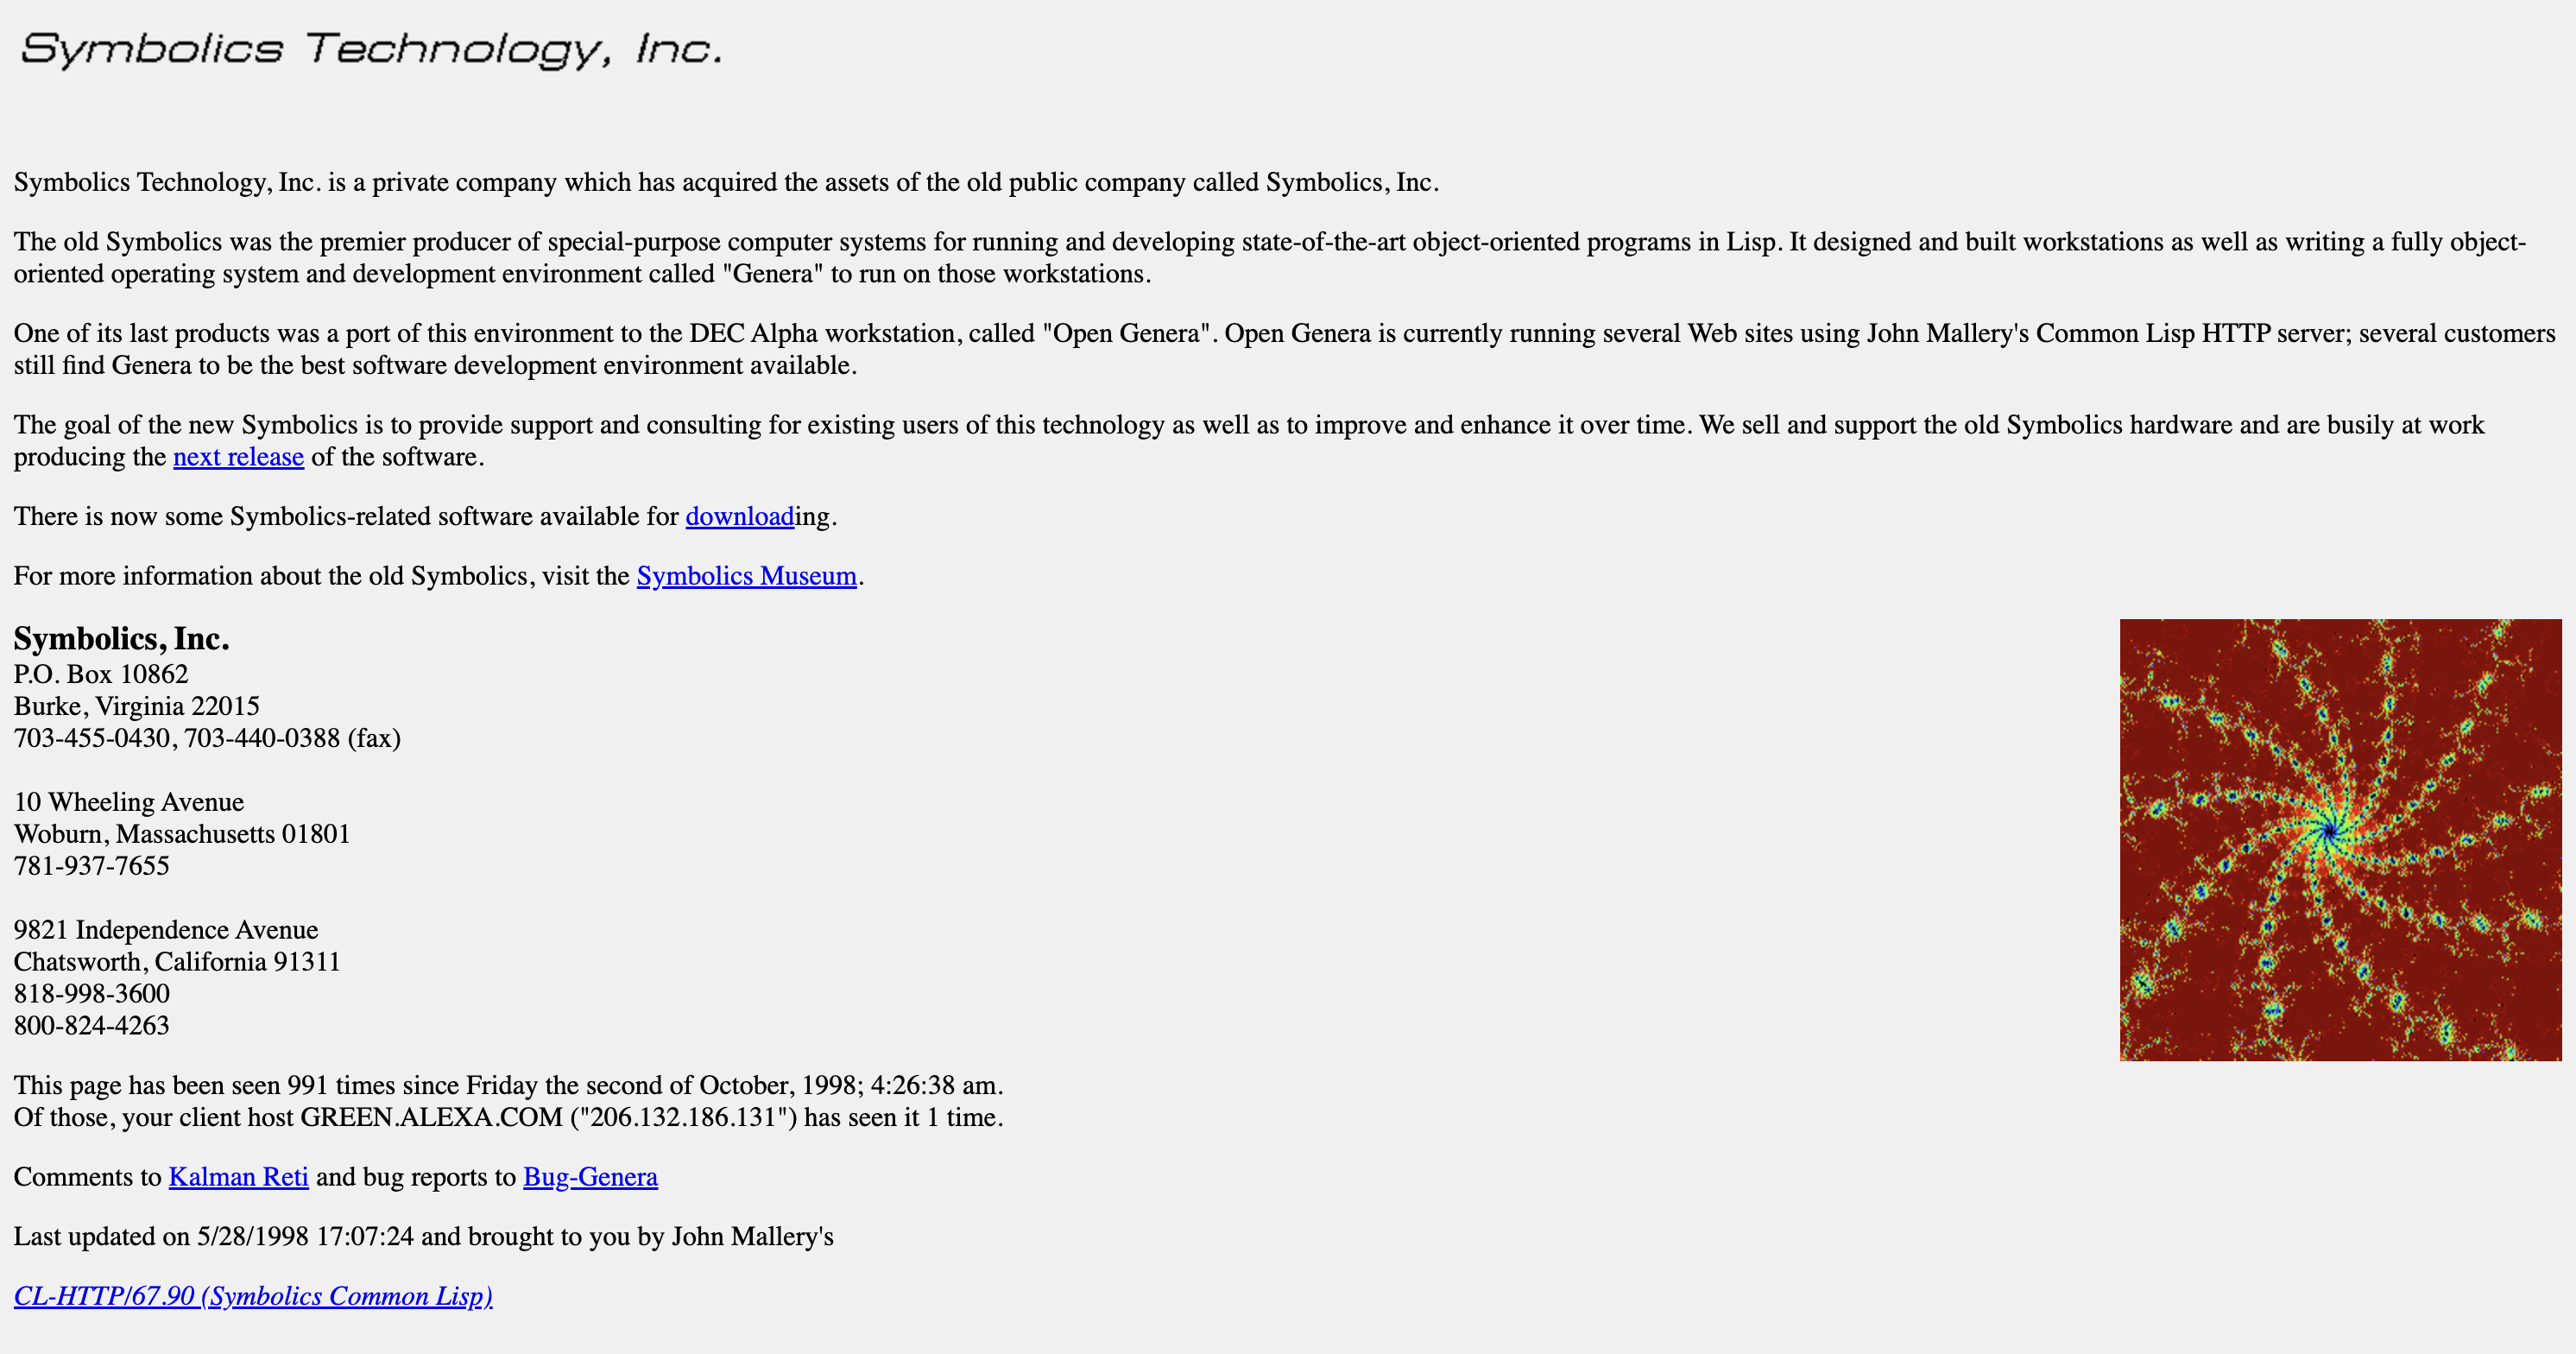 Symbolics Technology, Inc.
Symbolics Technology, Inc. is a private company which has acquired the assets of the old public company called Symbolics, Inc.
The old Symbolics was the premier producer of special-purpose computer systems for running and developing state-of-the-art object-oriented programs in Lisp. It designed and built workstations as well as writing a fully object-
oriented operating system and development environment called "Genera" to run on those workstations.
One of its last products was a port of this environment to the DEC Alpha workstation, called "Open Genera". Open Genera is currently running several Web sites using John Mallery's Common Lisp HTTP server; several customers
still find Genera to be the best software development environment available.
The goal of the new Symbolics is to provide support and consulting for existing users of this technology as well as to improve and enhance it over time. We sell and support the old Symbolics hardware and are busily at work
producing the next release of the software.
There is now some Symbolics-related software available for downloading.
For more information about the old Symbolics, visit the Symbolics Museum.
Symbolics, Inc.
P.O. Box 10862
Burke, Virginia 22015
703-455-0430, 703-440-0388 (fax)
10 Wheeling Avenue
Woburn, Massachusetts 01801
781-937-7655
9821 Independence Avenue
Chatsworth, California 91311
818-998-3600
800-824-4263
This page has been seen 991 times since Friday the second of October, 1998; 4:26:38 am.
Of those, your client host GREEN.ALEXA.COM ("206.132.186.131") has seen it 1 time.
Comments to Kalman Reti and bug reports to Bug-Genera
Last updated on 5/28/1998 17:07:24 and brought to you by John Mallery's
CL-HTTP/67.90 (Symbolics Common Lisp)